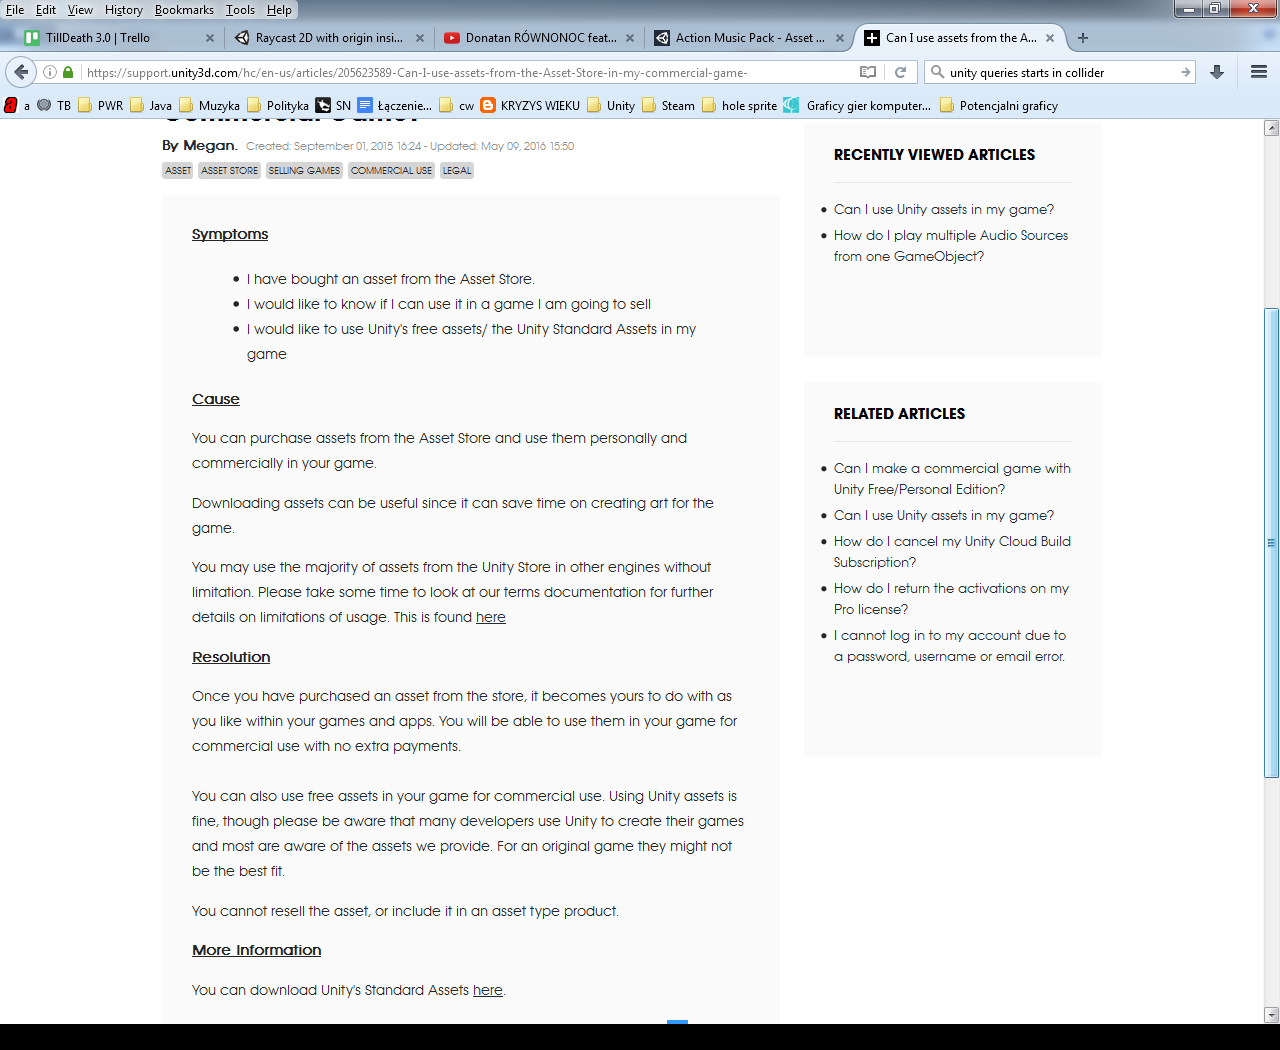 File Edit View History Bookmarks Tools Help
TillDeath 3.0 | Trello
Raycast 2D with origin insi...
Donatan RÓWNONOC feat...
Action Music Pack - Asset ...
Can I use assets from the A...
https://support.unity3d.com/hc/en-us/articles/205623589-Can-I-use-assets-from-the-Asset-Store-in-my-commercial-game-
unity queries starts in collider
a TB PWR Java Muzyka Polityka SN Łączenie... cw KRYZYS WIEKU Unity Steam hole sprite Graficy gier komputer... Potencjalni graficy
Commercial Game?
By Megan. Created: September 01, 2015 16:24 - Updated: May 09, 2016 15:50
ASSET ASSET STORE SELLING GAMES COMMERCIAL USE LEGAL
Symptoms
I have bought an asset from the Asset Store.
I would like to know if I can use it in a game I am going to sell
I would like to use Unity's free assets/ the Unity Standard Assets in my
game
Cause
You can purchase assets from the Asset Store and use them personally and
commercially in your game.
Downloading assets can be useful since it can save time on creating art for the
game.
You may use the majority of assets from the Unity Store in other engines without
limitation. Please take some time to look at our terms documentation for further
details on limitations of usage. This is found here
Resolution
Once you have purchased an asset from the store, it becomes yours to do with as
you like within your games and apps. You will be able to use them in your game for
commercial use with no extra payments.
You can also use free assets in your game for commercial use. Using Unity assets is
fine, though please be aware that many developers use Unity to create their games
and most are aware of the assets we provide. For an original game they might not
be the best fit.
You cannot resell the asset, or include it in an asset type product.
More Information
You can download Unity's Standard Assets here.
RECENTLY VIEWED ARTICLES
Can I use Unity assets in my game?
How do I play multiple Audio Sources
from one GameObject?
RELATED ARTICLES
Can I make a commercial game with
Unity Free/Personal Edition?
Can I use Unity assets in my game?
How do I cancel my Unity Cloud Build
Subscription?
How do I return the activations on my
Pro license?
I cannot log in to my account due to
a password, username or email error.